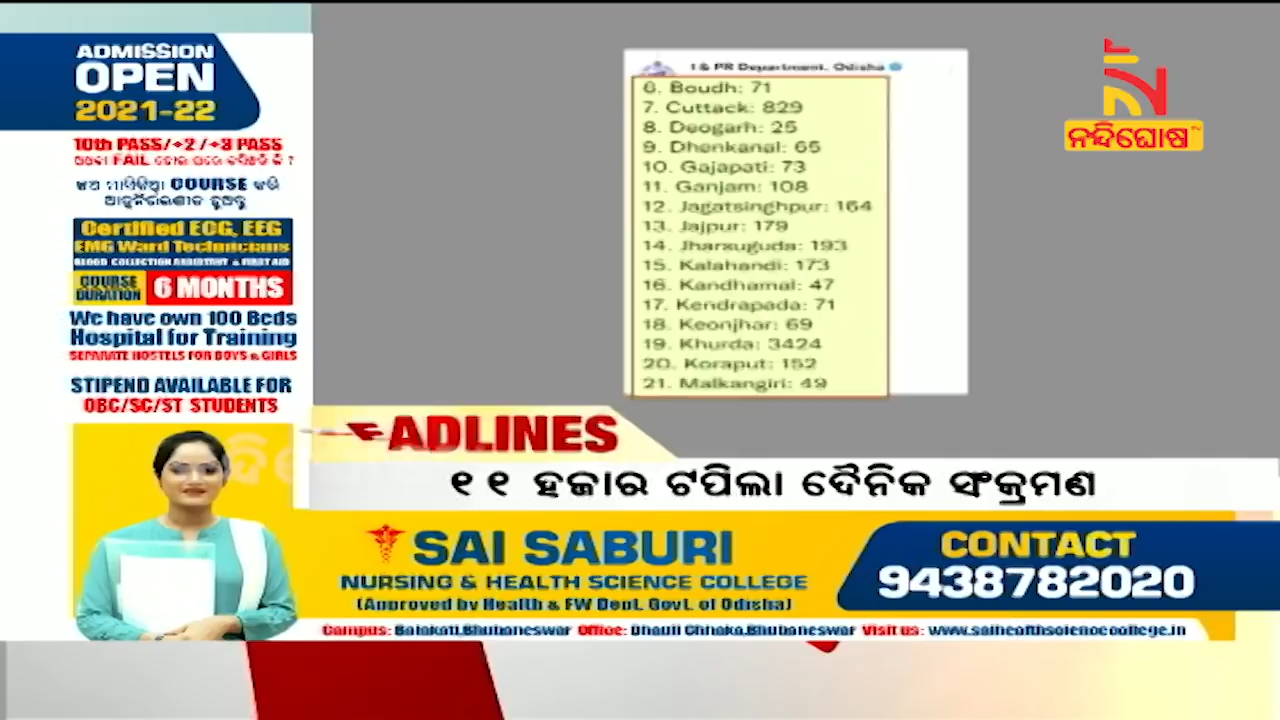 ADMISSION
OPEN
2021-22
10th PASS/+2/+3 PASS
FAIL
COURSE
Certified ECG, EEG
EMG Ward Technicians
BLOOD COLLECTION ASSISTANT & FIRST AID
COURSE
DURATION
6 MONTHS
We have own 100 Beds
Hospital for Training
SEPARATE HOSTELS FOR BOYS & GIRLS
STIPEND AVAILABLE FOR
OBC/SC/ST STUDENTS
I & PR Department, Odisha
6. Boudh: 71
7. Cuttack: 829
8. Deogarh: 25
9. Dhenkanal: 65
10. Gajapati: 73
11. Ganjam: 108
12. Jagatsinghpur: 164
13. Jajpur: 179
14. Jharsuguda: 193
15. Kalahandi: 173
16. Kandhamal: 47
17. Kendrapada: 71
18. Keonjhar: 69
19. Khurda: 3424
20. Koraput: 152
21. Malkangiri: 49
ନନ୍ଦିଘୋଷ
ADLINES
୧୧ ହଜାର ଟପିଲା ଦୈନିକ ସଂକ୍ରମଣ
SAI SABURI
NURSING & HEALTH SCIENCE COLLEGE
(Approved by Health & FW Dept. Govt. of Odisha)
CONTACT
9438782020
Campus: Balakati, Bhubaneswar Office: Dhauli Chhaka, Bhubaneswar Visit us: www.saihealthsciencecollege.in